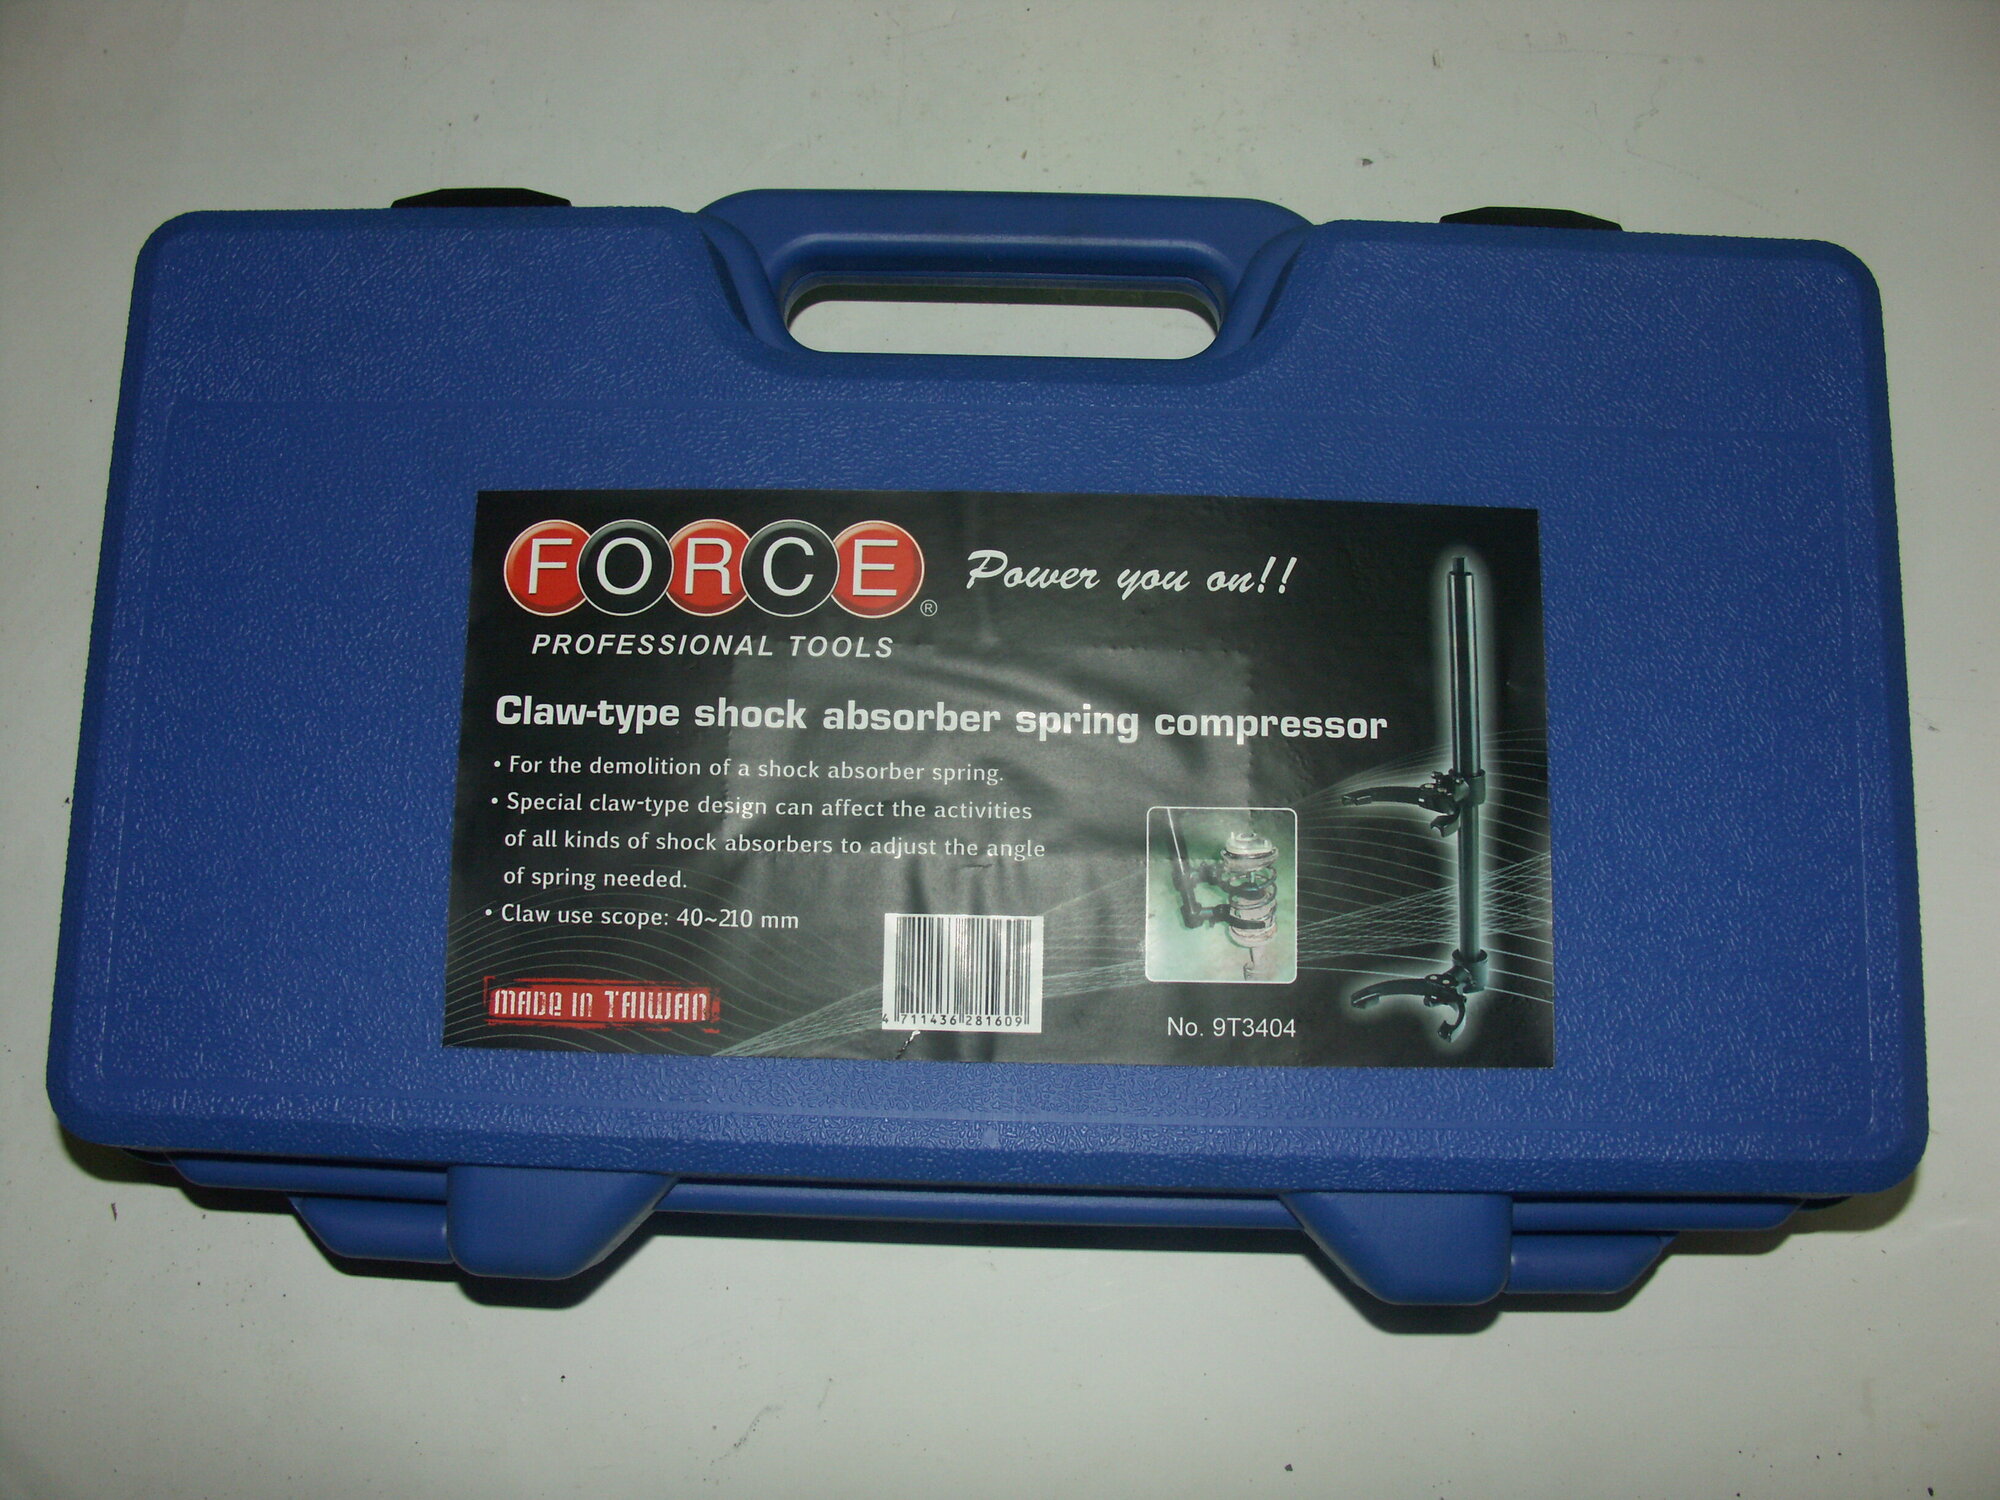 FORCE ®
Power you on!!
PROFESSIONAL TOOLS
Claw-type shock absorber spring compressor
• For the demolition of a shock absorber spring.
• Special claw-type design can affect the activities
of all kinds of shock absorbers to adjust the angle
of spring needed.
• Claw use scope: 40~210 mm
MADE IN TAIWAN
4 711436 281609
No. 9T3404